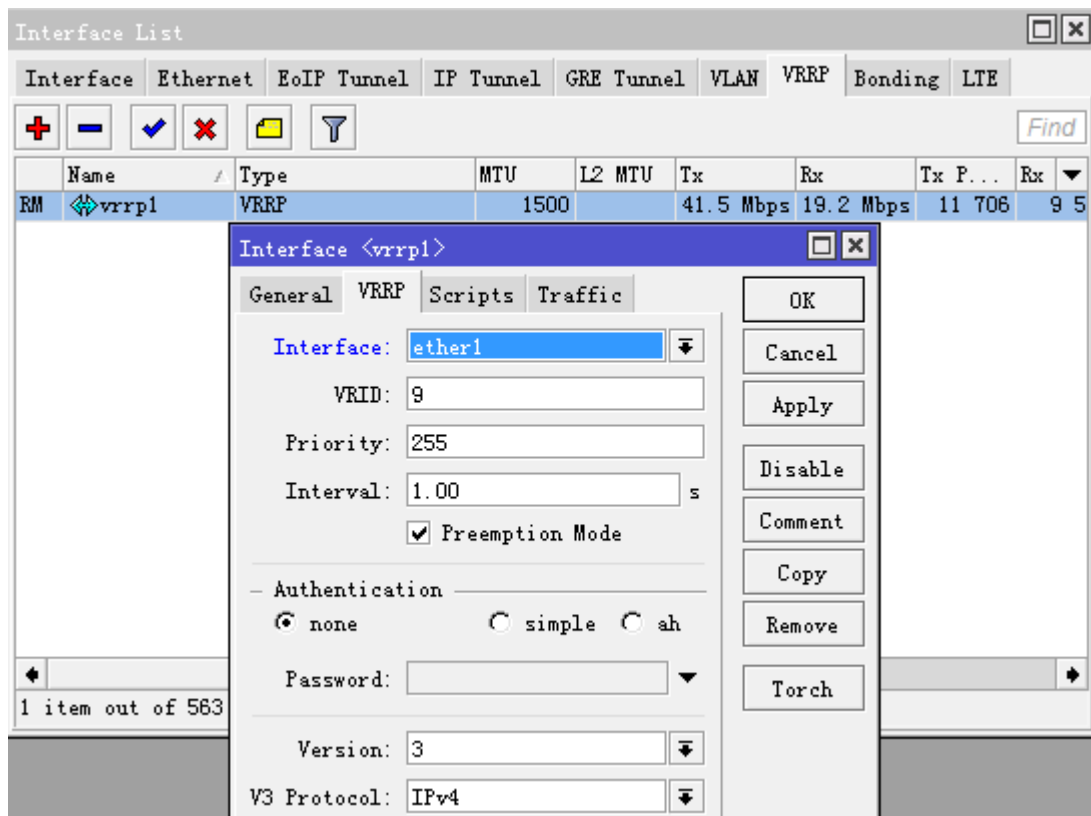 Interface List
Interface Ethernet EoIP Tunnel IP Tunnel GRE Tunnel VLAN VRRP Bonding LTE
Find
Name Type MTU L2 MTU Tx Rx Tx P... Rx
RM vrrp1 VRRP 1500 41.5 Mbps 19.2 Mbps 11 706 9 5
Interface <vrrp1>
General VRRP Scripts Traffic
OK
Interface: ether1
Cancel
VRID: 9
Apply
Priority: 255
Disable
Interval: 1.00 s
Comment
Preemption Mode
Copy
Authentication
none simple ah
Remove
Password:
Torch
1 item out of 563
Version: 3
V3 Protocol: IPv4